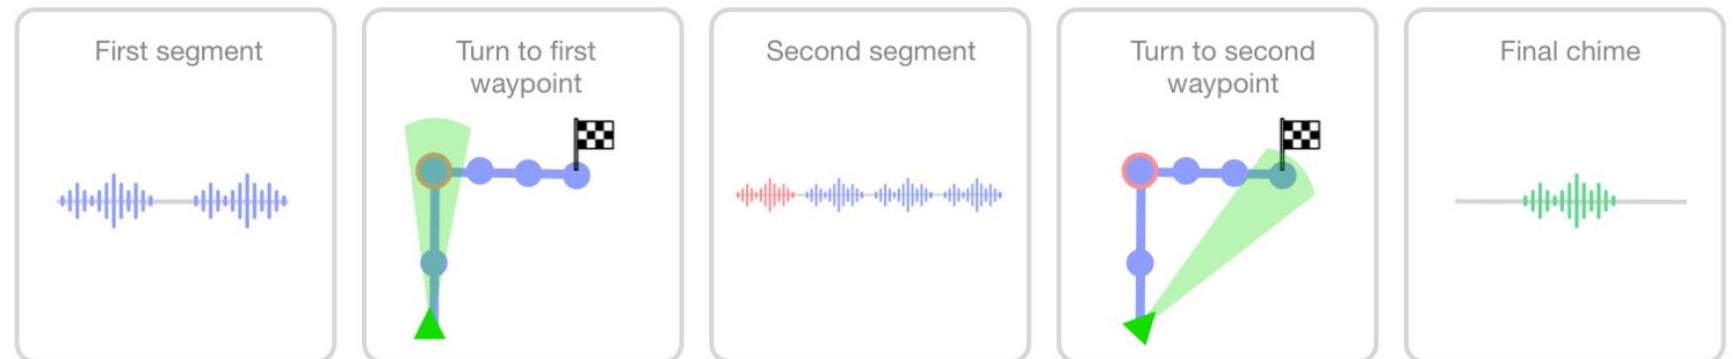 First segment
Turn to first
waypoint
Second segment
Turn to second
waypoint
Final chime